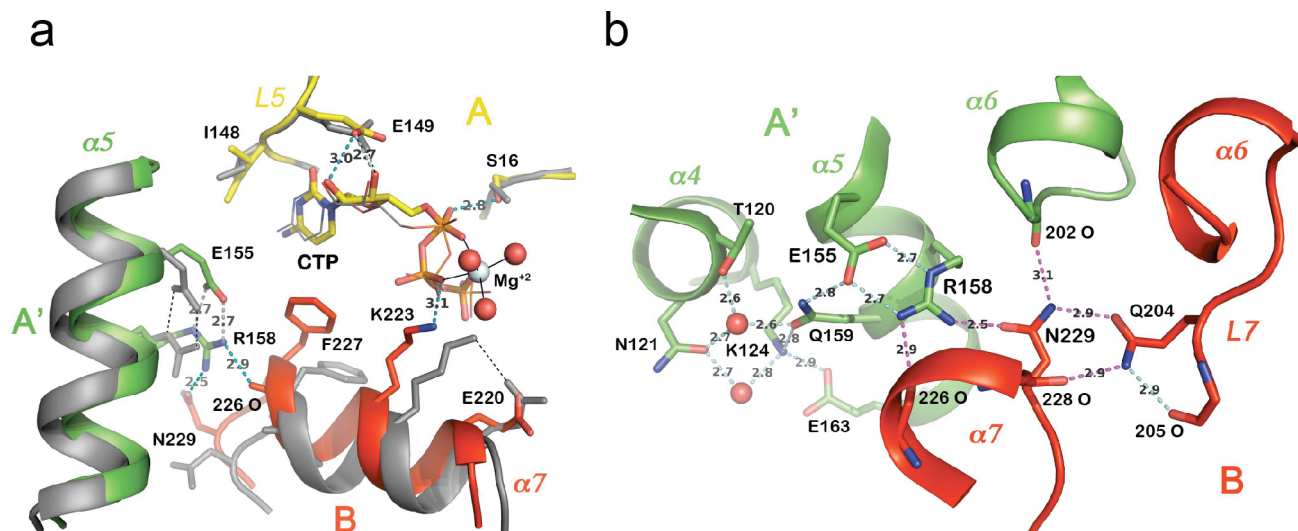 a
L5
A
α5
I148
E149
3.0
2.7
S16
2.8
E155
CTP
Mg+2
3.1
2.7
2.7
K223
A'
R158
F227
2.9
2.5
226 O
E220
N229
B
α7
b
α6
A'
α6
α5
α4
T120
202 O
E155
2.7
3.1
R158
2.8
2.6
2.7
Q204
2.9
2.6
Q159
2.5
N229
L7
N121
2.7
K124
2.8
2.9
2.9
2.7
2.8
2.9
2.9
E163
226 O
228 O
205 O
α7
B